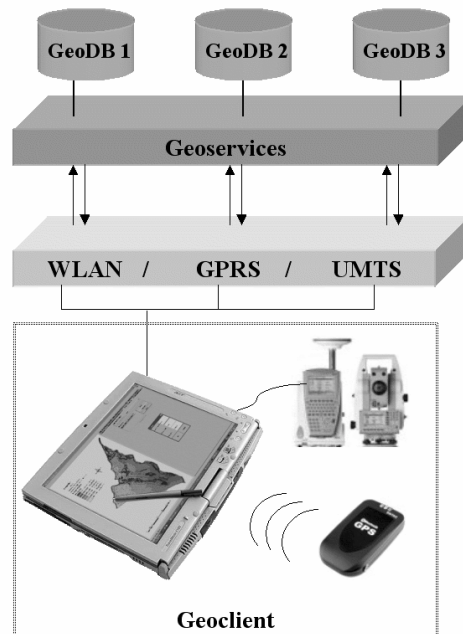 GeoDB 1 GeoDB 2 GeoDB 3
Geoservices
WLAN / GPRS / UMTS
GPS
Geoclient